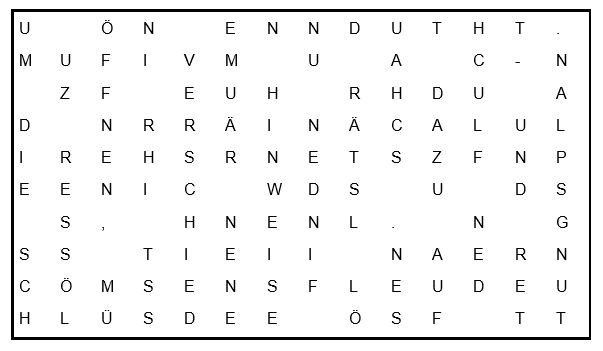 U Ö N E N N D U T H T .
M U F I V M U A C - N
Z F E U H R H D U A
D N R R Ä I N Ä C A L U L
I R E H S R N E T S Z F N P
E E N I C W D S U D S
S , H N E N L . N G
S S T I E I I N A E R N
C Ö M S E N S F L E U D E U
H L Ü S D E E Ö S F T T